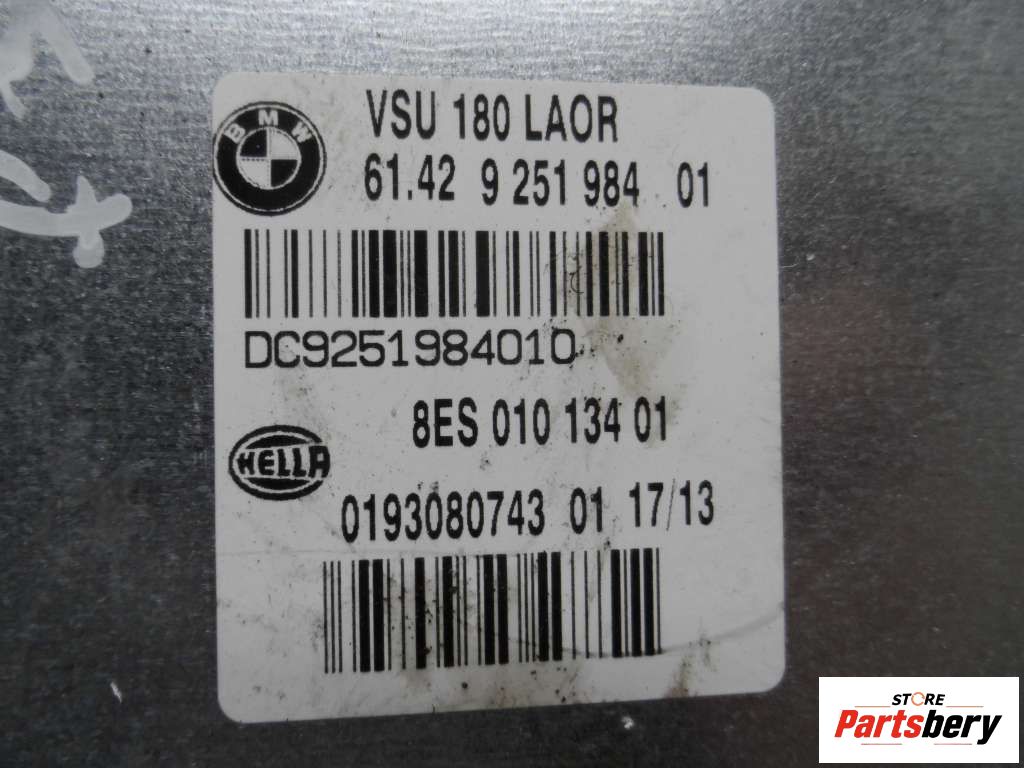 BMW
VSU 180 LAOR
61.42 9 251 984 01
DC9251984010
8ES 010 134 01
HELLA
0193080743 01 17/13
STORE
Partsbery